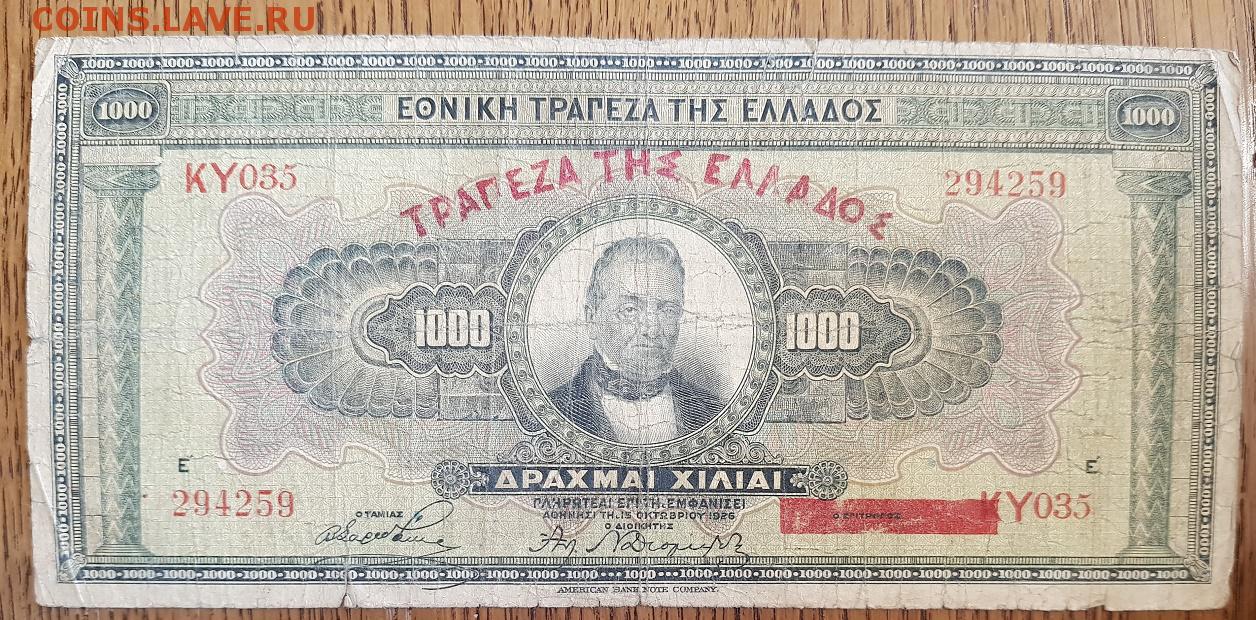 COINS.LAVE.RU
1000 ΕΘΝΙΚΗ ΤΡΑΠΕΖΑ ΤΗΣ ΕΛΛΑΔΟΣ 1000
ΤΡΑΠΕΖΑ ΤΗΣ ΕΛΛΑΔΟΣ
ΚΥ035 294259
1000 1000
Ε Ε
ΔΡΑΧΜΑΙ ΧΙΛΙΑΙ
294259 ΚΥ035
ΠΛΗΡΩΤΕΑΙ ΕΠΙ ΤΗ ΕΜΦΑΝΙΣΕΙ
ΑΘΗΝΗΣΙ ΤΗ 15 ΟΚΤΩΒΡΙΟΥ 1926
Ο ΤΑΜΙΑΣ Ο ΔΙΟΙΚΗΤΗΣ Ο ΕΠΙΤΡΟΠΟΣ
AMERICAN BANK NOTE COMPANY.